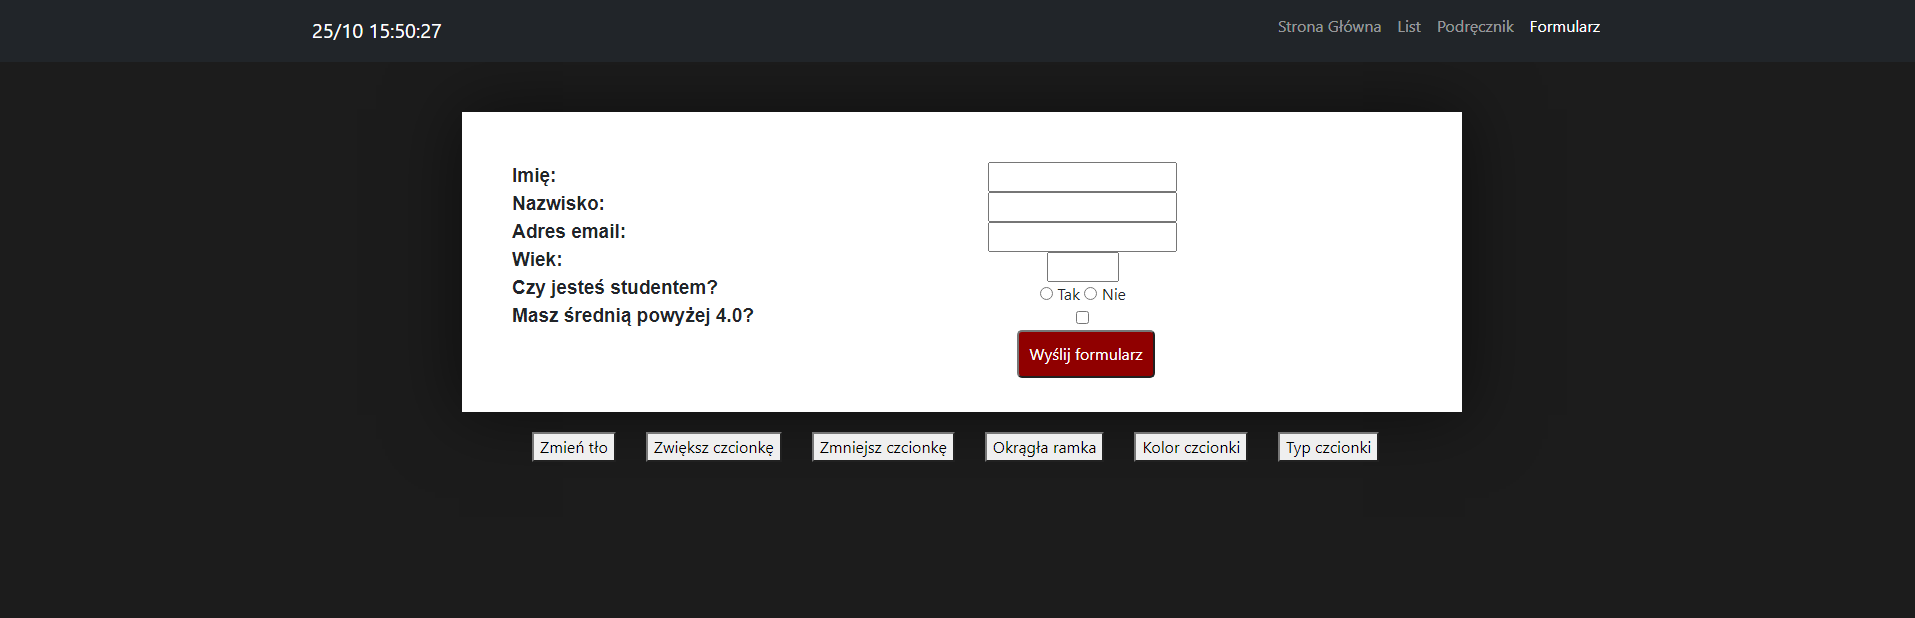 25/10 15:50:27 Strona Główna List Podręcznik Formularz
Imię:
Nazwisko:
Adres email:
Wiek:
Czy jesteś studentem? Tak Nie
Masz średnią powyżej 4.0?
Wyślij formularz
Zmień tło Zwiększ czcionkę Zmniejsz czcionkę Okrągła ramka Kolor czcionki Typ czcionki